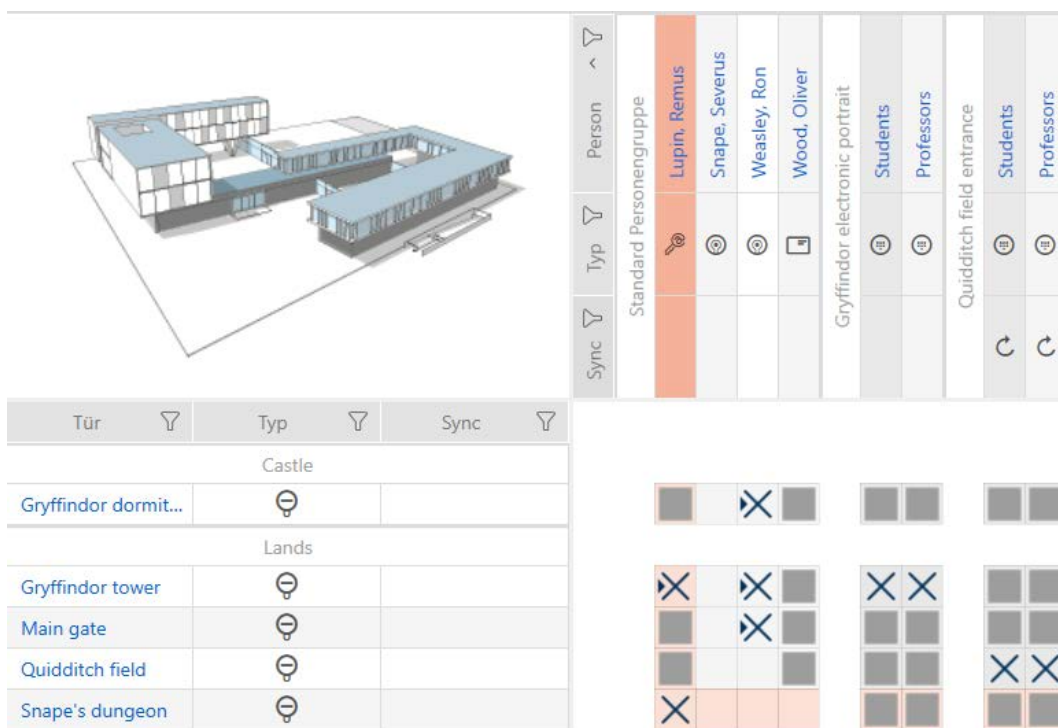 Person
Typ
Sync
Standard Personengruppe
Lupin, Remus
Snape, Severus
Weasley, Ron
Wood, Oliver
Gryffindor electronic portrait
Students
Professors
Quidditch field entrance
Students
Professors
Tür Typ Sync
Castle
Gryffindor dormit...
Lands
Gryffindor tower
Main gate
Quidditch field
Snape's dungeon